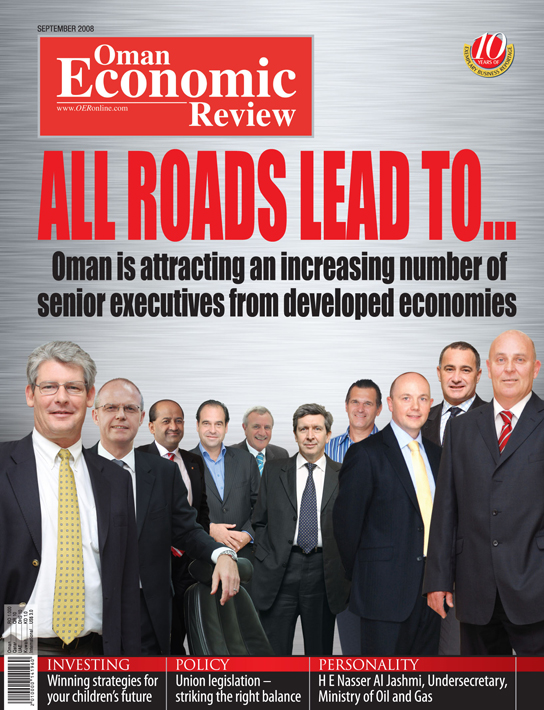 SEPTEMBER 2008
10
YEARS OF
EXEMPLARY BUSINESS REPORTAGE
Oman
Economic
www.OERonline.com
Review
ALL ROADS LEAD TO...
Oman is attracting an increasing number of
senior executives from developed economies
INVESTING
Winning strategies for
your children's future
POLICY
Union legislation –
striking the right balance
PERSONALITY
H E Nasser Al Jashmi, Undersecretary,
Ministry of Oil and Gas